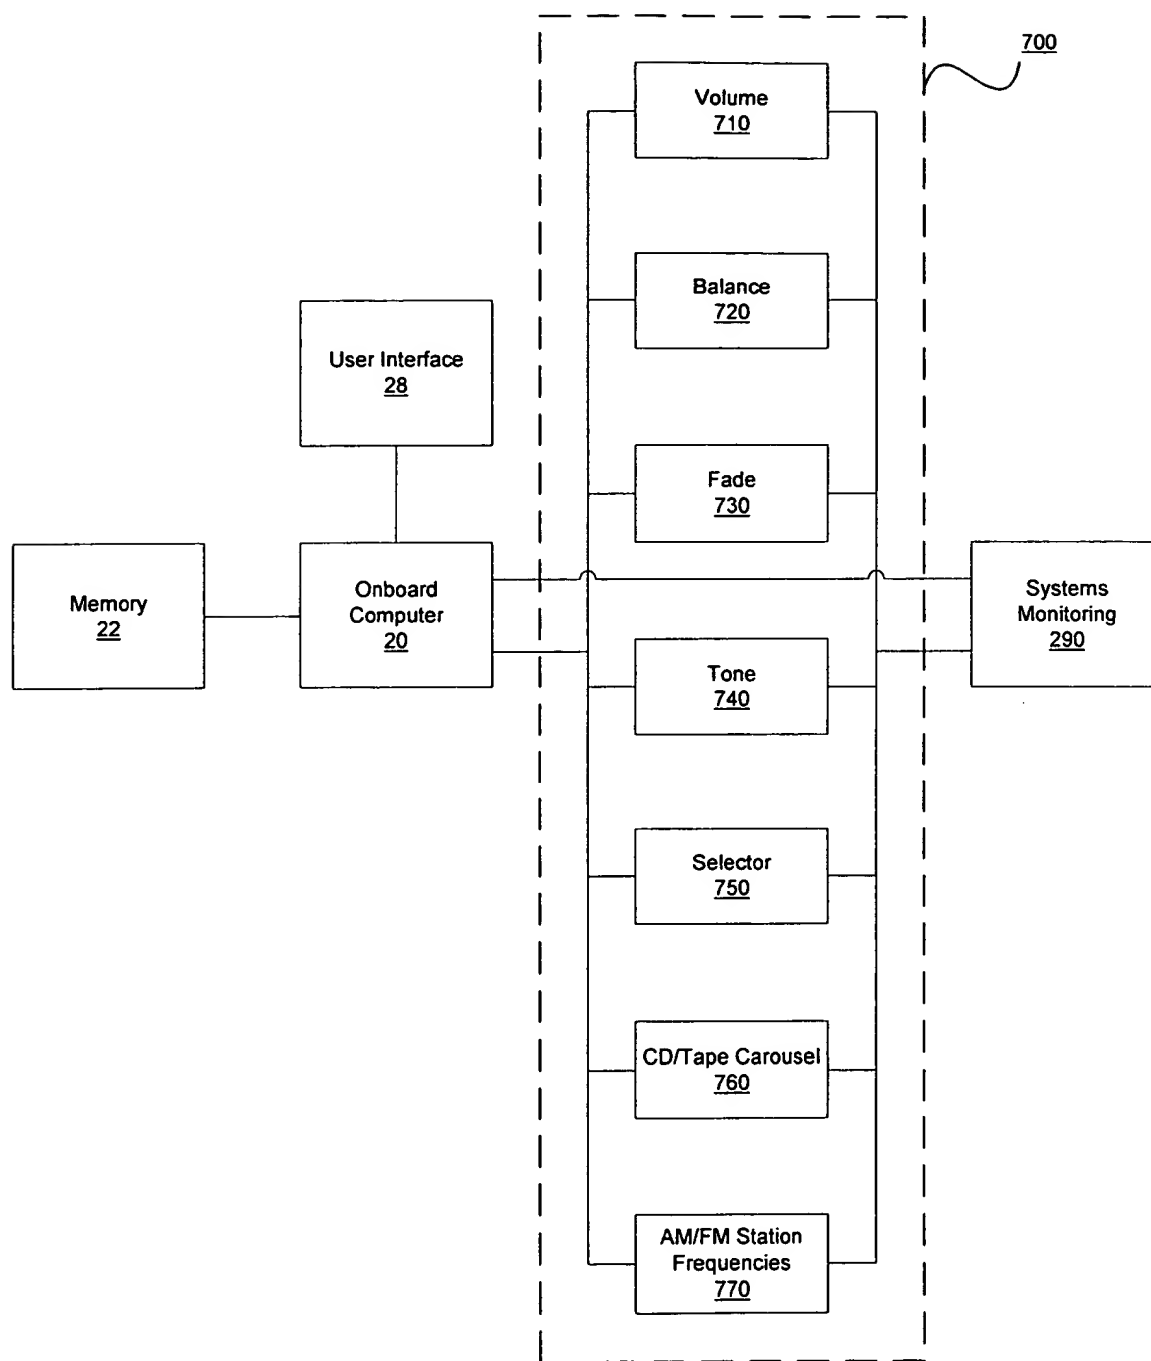 700
Volume
710
Balance
720
User Interface
28
Fade
730
Memory
22
Onboard
Computer
20
Systems
Monitoring
290
Tone
740
Selector
750
CD/Tape Carousel
760
AM/FM Station
Frequencies
770